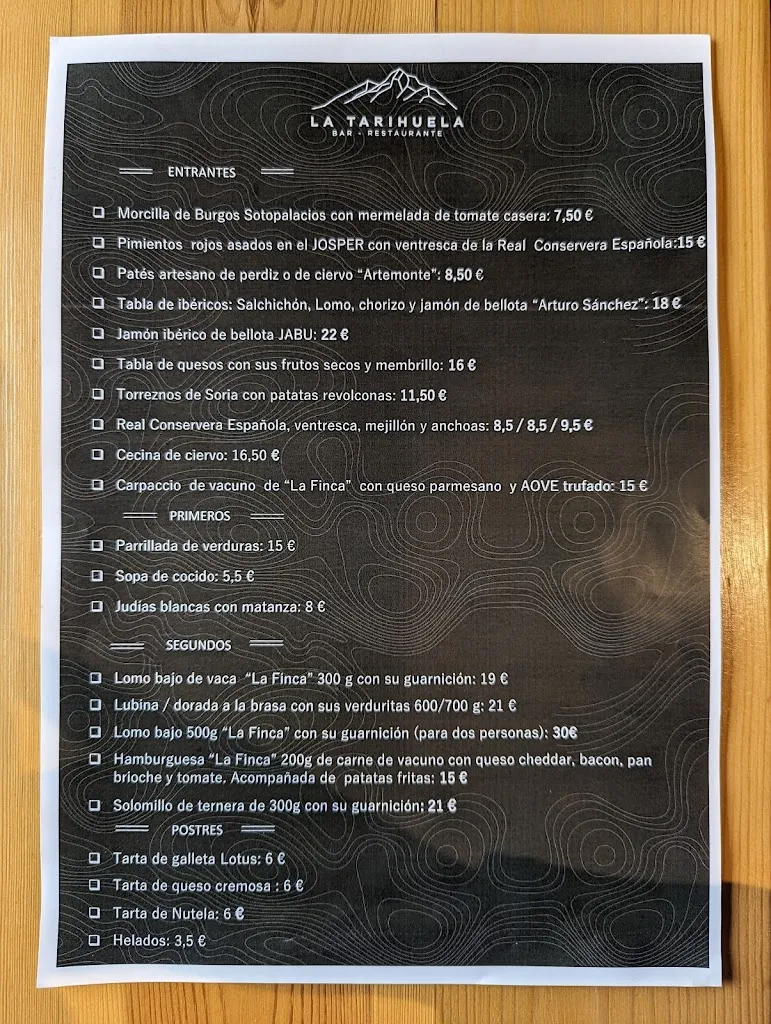 LA TARIHUELA
BAR - RESTAURANTE
ENTRANTES
Morcilla de Burgos Sotopalacios con mermelada de tomate casera: 7,50 €
Pimientos rojos asados en el JOSPER con ventresca de la Real Conservera Española:15 €
Patés artesano de perdiz o de ciervo “Artemonte”: 8,50 €
Tabla de ibéricos: Salchichón, Lomo, chorizo y jamón de bellota “Arturo Sánchez”: 18 €
Jamón ibérico de bellota JABU: 22 €
Tabla de quesos con sus frutos secos y membrillo: 16 €
Torreznos de Soria con patatas revolconas: 11,50 €
Real Conservera Española, ventresca, mejillón y anchoas: 8,5 / 8,5 / 9,5 €
Cecina de ciervo: 16,50 €
Carpaccio de vacuno de “La Finca” con queso parmesano y AOVE trufado: 15 €
PRIMEROS
Parrillada de verduras: 15 €
Sopa de cocido: 5,5 €
Judías blancas con matanza: 8 €
SEGUNDOS
Lomo bajo de vaca “La Finca” 300 g con su guarnición: 19 €
Lubina / dorada a la brasa con sus verduritas 600/700 g: 21 €
Lomo bajo 500g “La Finca” con su guarnición (para dos personas): 30€
Hamburguesa “La Finca” 200g de carne de vacuno con queso cheddar, bacon, pan
brioche y tomate. Acompañada de patatas fritas: 15 €
Solomillo de ternera de 300g con su guarnición: 21 €
POSTRES
Tarta de galleta Lotus: 6 €
Tarta de queso cremosa : 6 €
Tarta de Nutela: 6 €
Helados: 3,5 €